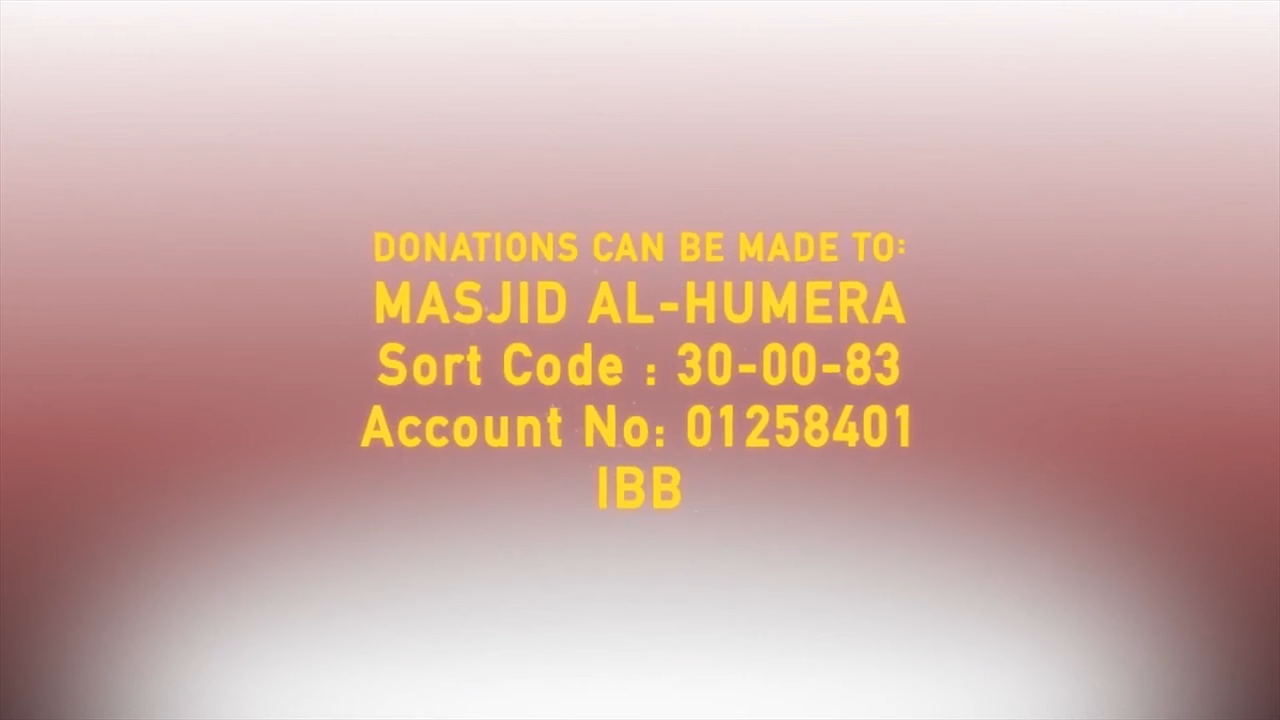 DONATIONS CAN BE MADE TO:
MASJID AL-HUMERA
Sort Code : 30-00-83
Account No: 01258401
IBB